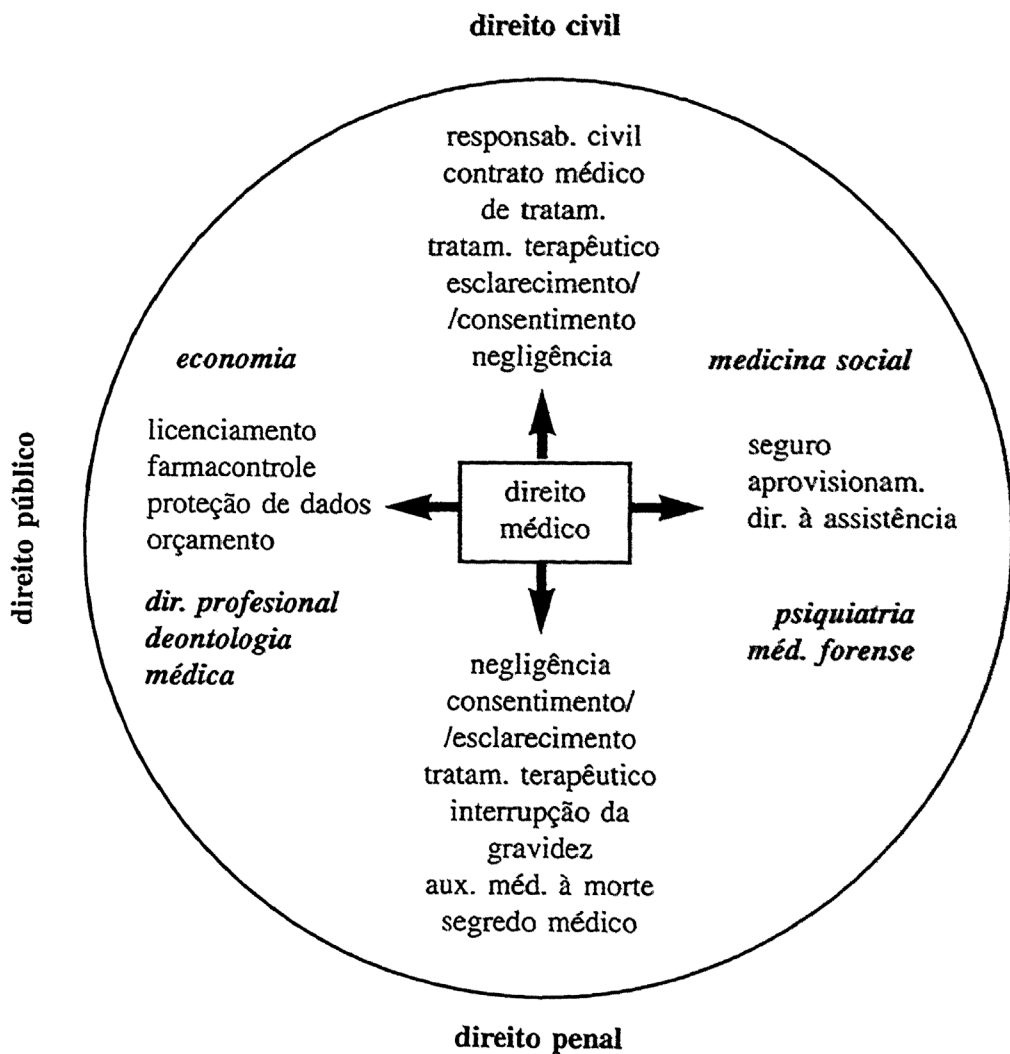 direito civil
responsab. civil
contrato médico
de tratam.
tratam. terapêutico
esclarecimento/
/consentimento
negligência
economia
medicina social
direito público
licenciamento
farmacontrole
proteção de dados
orçamento
direito
médico
seguro
aprovisionam.
dir. à assistência
dir. profesional
deontologia
médica
psiquiatria
méd. forense
negligência
consentimento/
/esclarecimento
tratam. terapêutico
interrupção da
gravidez
aux. méd. à morte
segredo médico
direito penal